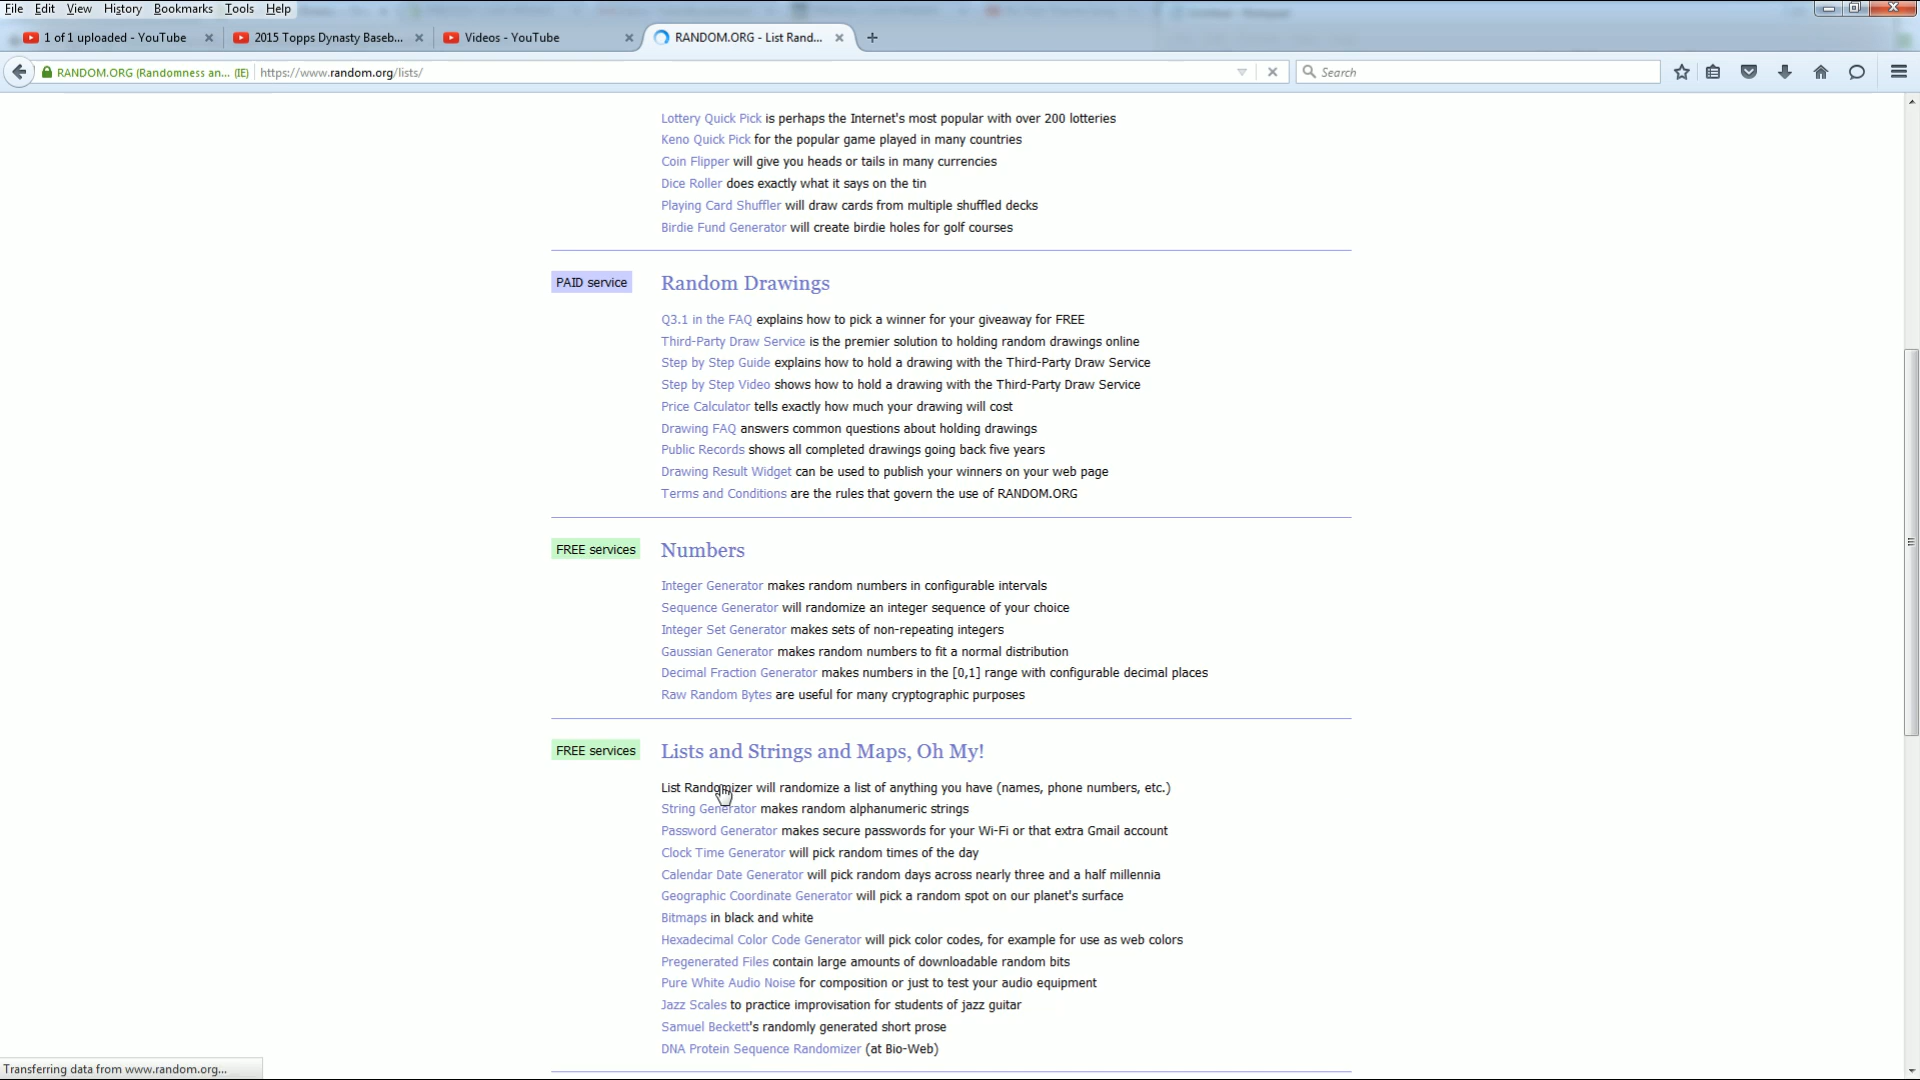 File Edit View History Bookmarks Tools Help
1 of 1 uploaded - YouTube
2015 Topps Dynasty Baseb...
Videos - YouTube
RANDOM.ORG - List Rand...
RANDOM.ORG (Randomness an... (IE) https://www.random.org/lists/
Search
Lottery Quick Pick is perhaps the Internet's most popular with over 200 lotteries
Keno Quick Pick for the popular game played in many countries
Coin Flipper will give you heads or tails in many currencies
Dice Roller does exactly what it says on the tin
Playing Card Shuffler will draw cards from multiple shuffled decks
Birdie Fund Generator will create birdie holes for golf courses
PAID service Random Drawings
Q3.1 in the FAQ explains how to pick a winner for your giveaway for FREE
Third-Party Draw Service is the premier solution to holding random drawings online
Step by Step Guide explains how to hold a drawing with the Third-Party Draw Service
Step by Step Video shows how to hold a drawing with the Third-Party Draw Service
Price Calculator tells exactly how much your drawing will cost
Drawing FAQ answers common questions about holding drawings
Public Records shows all completed drawings going back five years
Drawing Result Widget can be used to publish your winners on your web page
Terms and Conditions are the rules that govern the use of RANDOM.ORG
FREE services Numbers
Integer Generator makes random numbers in configurable intervals
Sequence Generator will randomize an integer sequence of your choice
Integer Set Generator makes sets of non-repeating integers
Gaussian Generator makes random numbers to fit a normal distribution
Decimal Fraction Generator makes numbers in the [0,1] range with configurable decimal places
Raw Random Bytes are useful for many cryptographic purposes
FREE services Lists and Strings and Maps, Oh My!
List Randomizer will randomize a list of anything you have (names, phone numbers, etc.)
String Generator makes random alphanumeric strings
Password Generator makes secure passwords for your Wi-Fi or that extra Gmail account
Clock Time Generator will pick random times of the day
Calendar Date Generator will pick random days across nearly three and a half millennia
Geographic Coordinate Generator will pick a random spot on our planet's surface
Bitmaps in black and white
Hexadecimal Color Code Generator will pick color codes, for example for use as web colors
Pregenerated Files contain large amounts of downloadable random bits
Pure White Audio Noise for composition or just to test your audio equipment
Jazz Scales to practice improvisation for students of jazz guitar
Samuel Beckett's randomly generated short prose
DNA Protein Sequence Randomizer (at Bio-Web)
Transferring data from www.random.org...